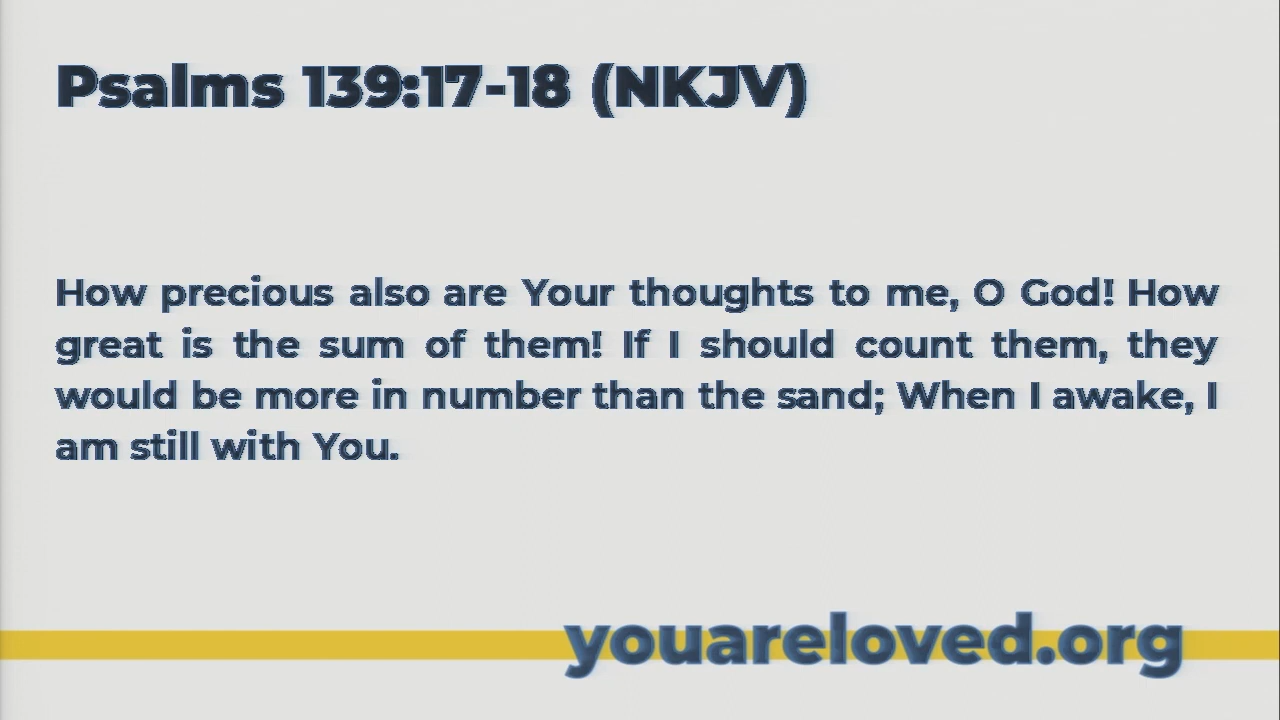 Psalms 139:17-18 (NKJV)
How precious also are Your thoughts to me, O God! How
great is the sum of them! If I should count them, they
would be more in number than the sand; When I awake, I
am still with You.
youareloved.org